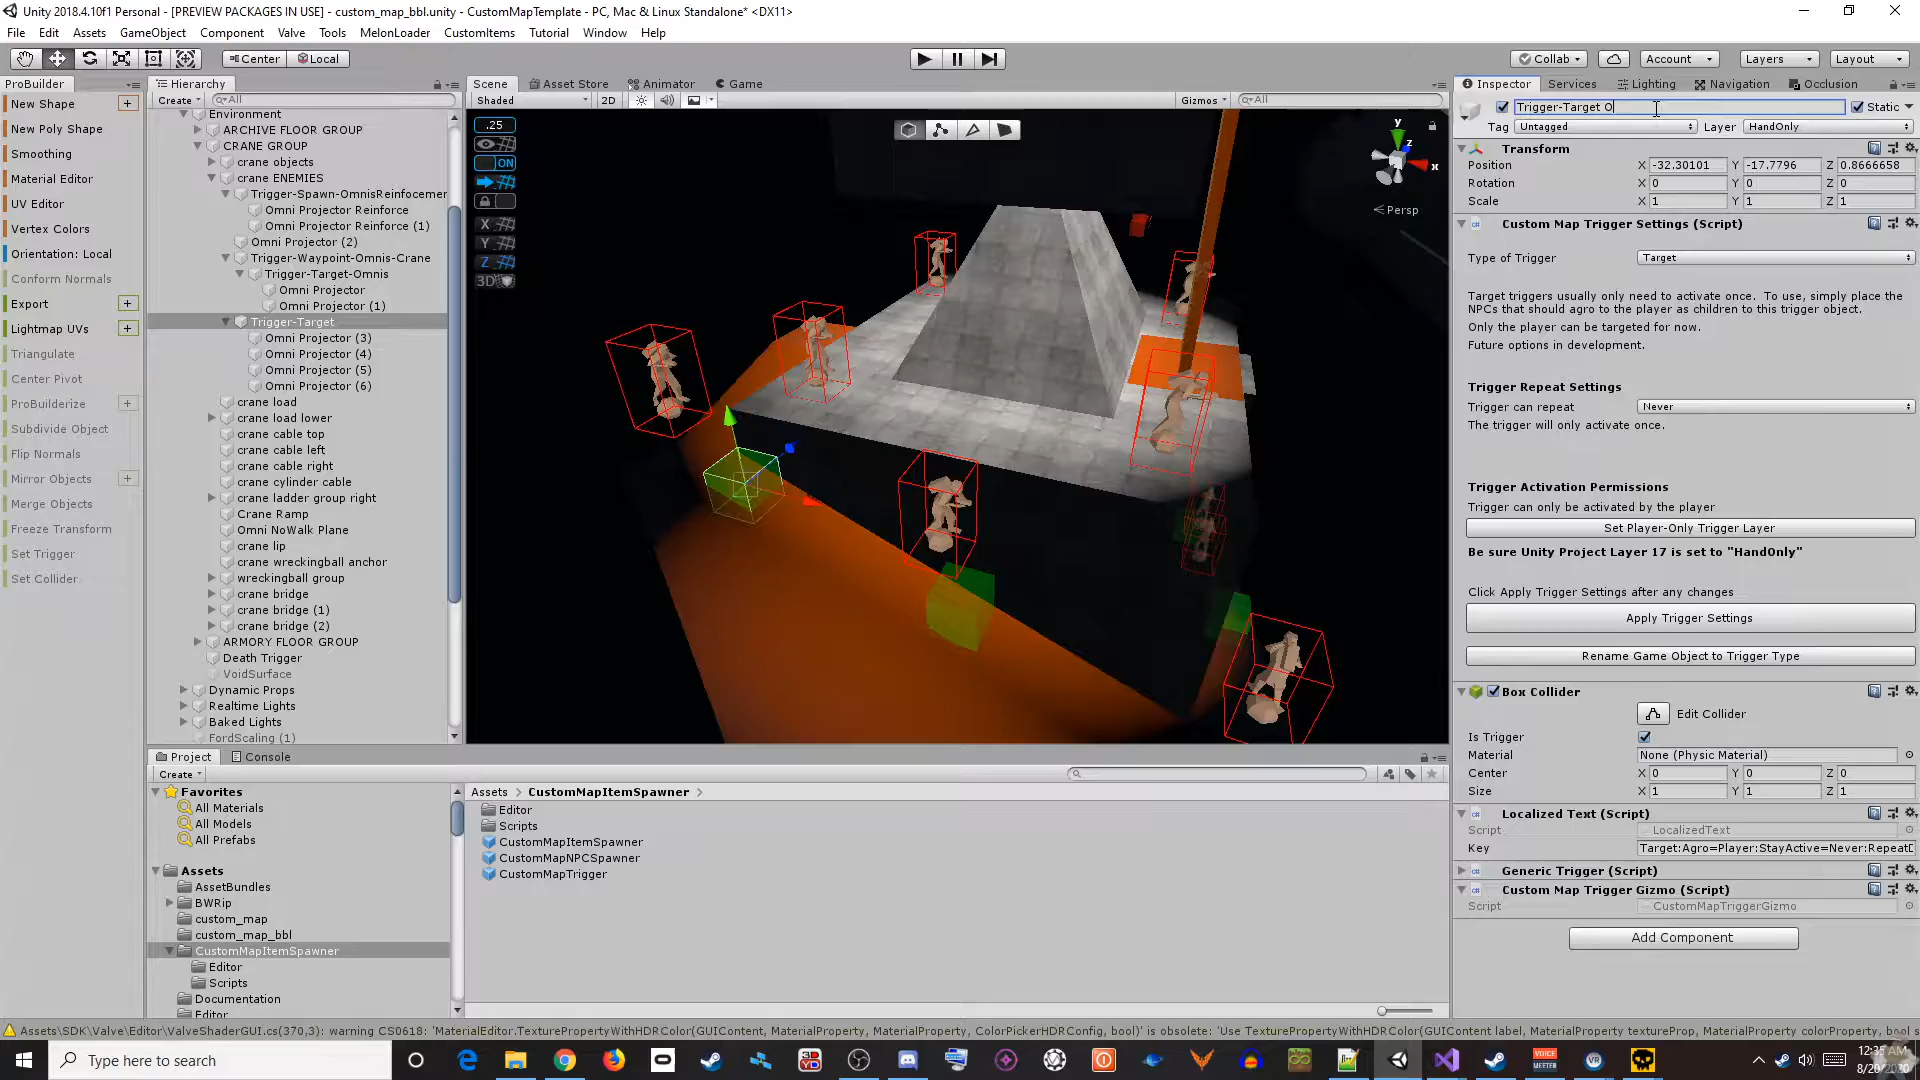 Unity 2018.4.10f1 Personal - [PREVIEW PACKAGES IN USE] - custom_map_bbl.unity - CustomMapTemplate - PC, Mac & Linux Standalone* <DX11>
File Edit Assets GameObject Component Valve Tools MelonLoader CustomItems Tutorial Window Help
Center Local Collab Account Layers Layout
ProBuilder
New Shape
New Poly Shape
Smoothing
Material Editor
UV Editor
Vertex Colors
Orientation: Local
Conform Normals
Export
Lightmap UVs
Triangulate
Center Pivot
ProBuilderize
Subdivide Object
Flip Normals
Mirror Objects
Merge Objects
Freeze Transform
Set Trigger
Set Collider
Hierarchy
Create All
Environment
ARCHIVE FLOOR GROUP
CRANE GROUP
crane objects
crane ENEMIES
Trigger-Spawn-OmnisReinfocemer
Omni Projector Reinforce
Omni Projector Reinforce (1)
Omni Projector (2)
Trigger-Waypoint-Omnis-Crane
Trigger-Target-Omnis
Omni Projector
Omni Projector (1)
Trigger-Target
Omni Projector (3)
Omni Projector (4)
Omni Projector (5)
Omni Projector (6)
crane load
crane load lower
crane cable top
crane cable left
crane cable right
crane cylinder cable
crane ladder group right
Crane Ramp
Omni NoWalk Plane
crane lip
crane wreckingball anchor
wreckingball group
crane bridge
crane bridge (1)
crane bridge (2)
ARMORY FLOOR GROUP
Death Trigger
VoidSurface
Dynamic Props
Realtime Lights
Baked Lights
FordScaling (1)
Scene Asset Store Animator Game
Shaded 2D Gizmos All
.25
ON
X
Y
Z
3D
y
z
x
Persp
Inspector Services Lighting Navigation Occlusion
Trigger-Target O Static
Tag Untagged Layer HandOnly
Transform
Position X -32.30101 Y -17.7796 Z 0.8666658
Rotation X 0 Y 0 Z 0
Scale X 1 Y 1 Z 1
Custom Map Trigger Settings (Script)
Type of Trigger Target
Target triggers usually only need to activate once. To use, simply place the
NPCs that should agro to the player as children to this trigger object.
Only the player can be targeted for now.
Future options in development.
Trigger Repeat Settings
Trigger can repeat Never
The trigger will only activate once.
Trigger Activation Permissions
Trigger can only be activated by the player
Set Player-Only Trigger Layer
Be sure Unity Project Layer 17 is set to "HandOnly"
Click Apply Trigger Settings after any changes
Apply Trigger Settings
Rename Game Object to Trigger Type
Box Collider
Edit Collider
Is Trigger
Material None (Physic Material)
Center X 0 Y 0 Z 0
Size X 1 Y 1 Z 1
Localized Text (Script)
Script LocalizedText
Key Target:Agro=Player:StayActive=Never:RepeatD
Generic Trigger (Script)
Custom Map Trigger Gizmo (Script)
Script CustomMapTriggerGizmo
Add Component
Project Console
Create
Favorites
All Materials
All Models
All Prefabs
Assets
AssetBundles
BWRip
custom_map
custom_map_bbl
CustomMapItemSpawner
Editor
Scripts
Documentation
Editor
Assets > CustomMapItemSpawner >
Editor
Scripts
CustomMapItemSpawner
CustomMapNPCSpawner
CustomMapTrigger
Assets\SDK\Valve\Editor\ValveShaderGUI.cs(370,3): warning CS0618: 'MaterialEditor.TexturePropertyWithHDRColor(GUIContent, MaterialProperty, MaterialProperty, ColorPickerHDRConfig, bool)' is obsolete: 'Use TexturePropertyWithHDRColor(GUIContent label, MaterialProperty textureProp, MaterialProperty colorProperty, bool s
Type here to search
12:35 AM